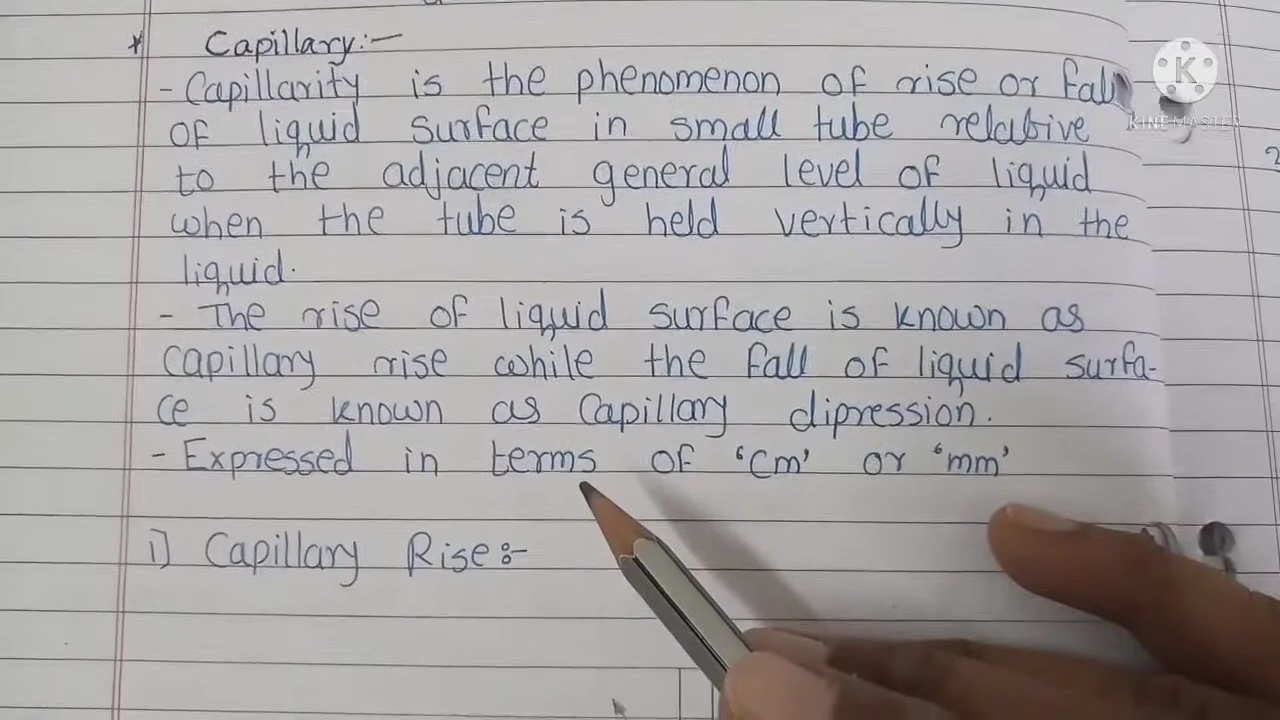 * Capillary:-
- Capillarity is the phenomenon of rise or fall
of liquid surface in small tube relative
to the adjacent general level of liquid
when the tube is held vertically in the
liquid.
- The rise of liquid surface is known as
capillary rise while the fall of liquid surfa-
ce is known as capillary dipression.
- Expressed in terms of 'cm' or 'mm'
i) Capillary Rise:-
K
KINEMASTER
2